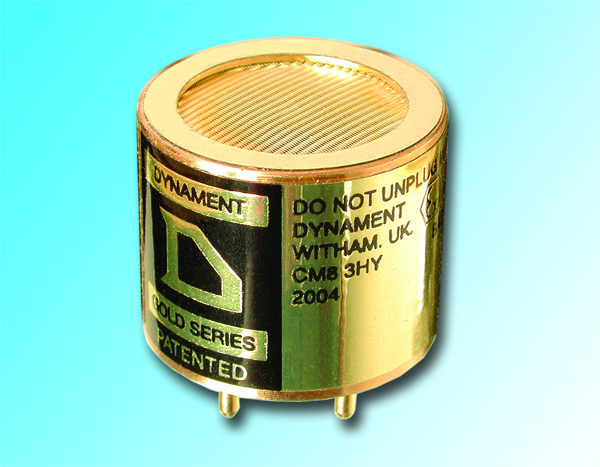 DYNAMENT
GOLD SERIES
PATENTED
DO NOT UNPLUG
DYNAMENT
WITHAM. UK.
CM8 3HY
2004